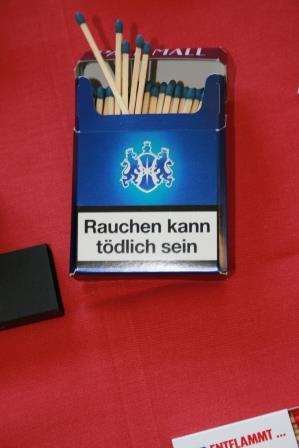 MALL
Rauchen kann
tödlich sein
ENTFLAMMT ...